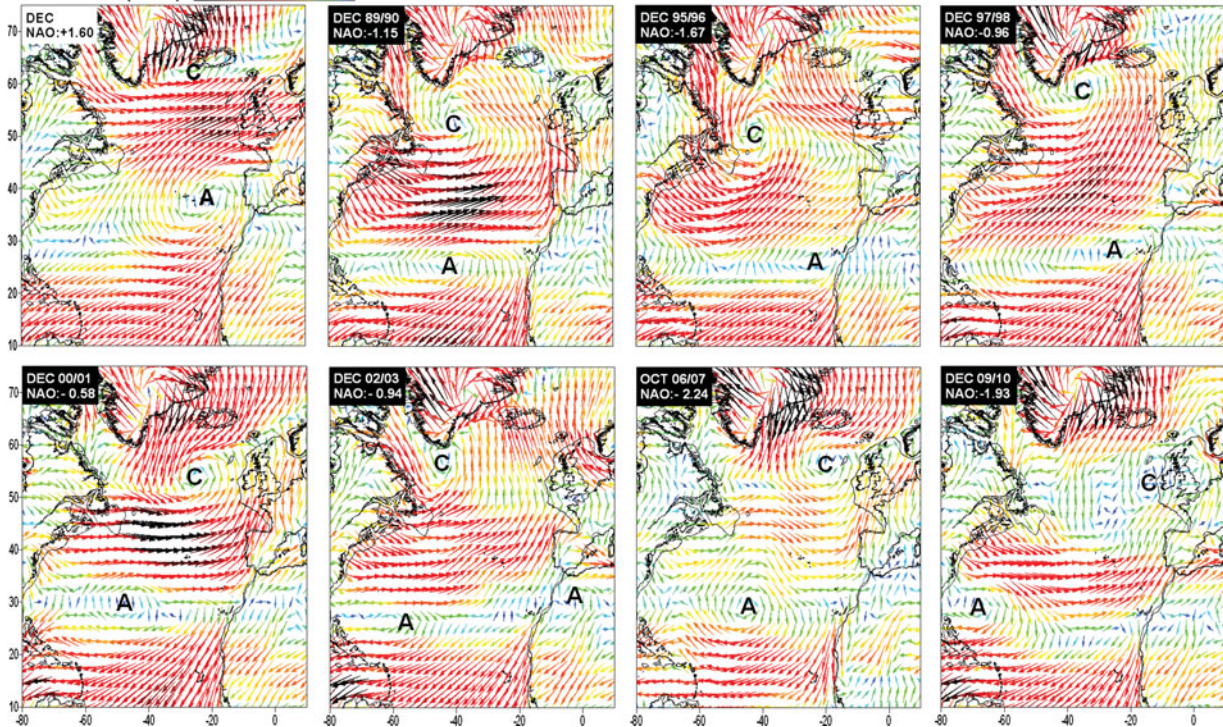 DEC
NAO:+1.60
DEC 89/90
NAO:-1.15
DEC 95/96
NAO:-1.67
DEC 97/98
NAO:-0.96
C
A
C
A
C
A
C
A
70
60
50
40
30
20
10
DEC 00/01
NAO:- 0.58
DEC 02/03
NAO:- 0.94
OCT 06/07
NAO:- 2.24
DEC 09/10
NAO:-1.93
C
A
C
A
A
C
A
C
A
70
60
50
40
30
20
10
-80 -60 -40 -20 0
-80 -60 -40 -20 0
-80 -60 -40 -20 0
-80 -60 -40 -20 0